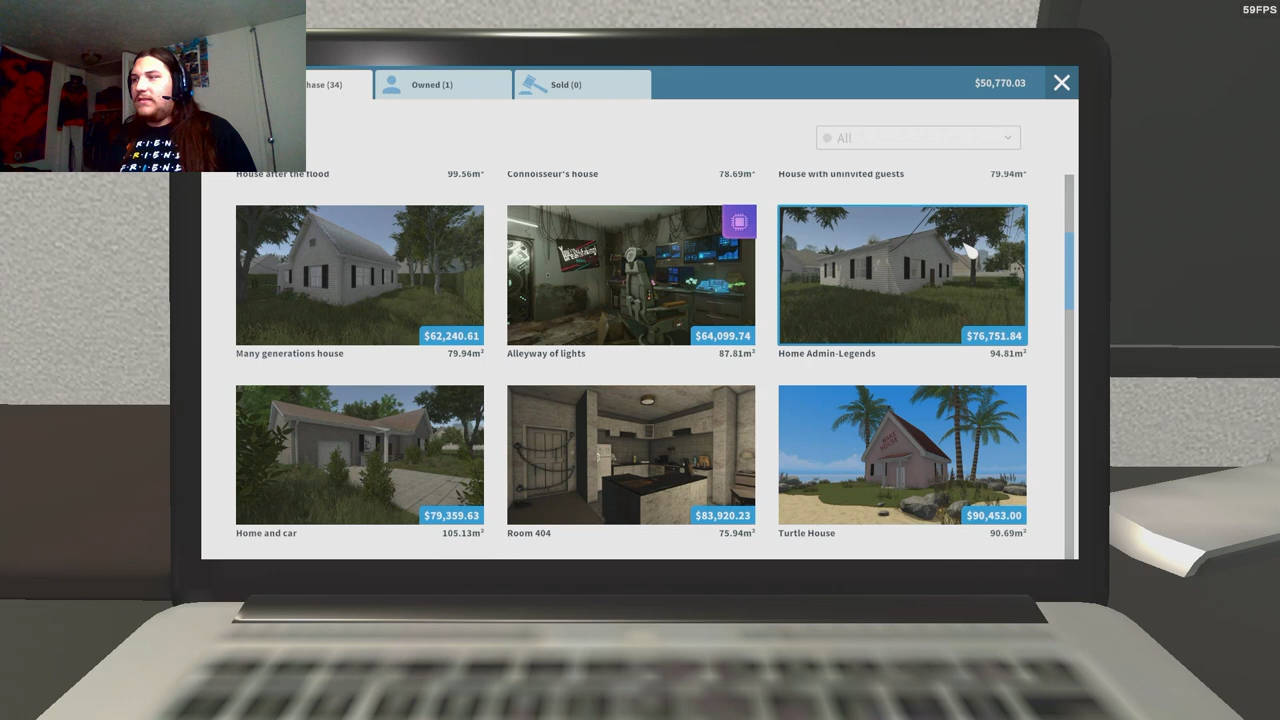 59FPS
hase (34)
Owned (1)
Sold (0)
$50,770.03
All
House after the flood 99.56m²
Connoisseur's house 78.69m²
House with uninvited guests 79.94m²
$62,240.61
Many generations house 79.94m²
$64,099.74
Alleyway of lights 87.81m²
$76,751.84
Home Admin-Legends 94.81m²
$79,359.63
Home and car 105.13m²
$83,920.23
Room 404 75.94m²
$90,453.00
Turtle House 90.69m²
F·R·I·E·N·D
F·R·I·E·N·D
F·R·I·E·N·D